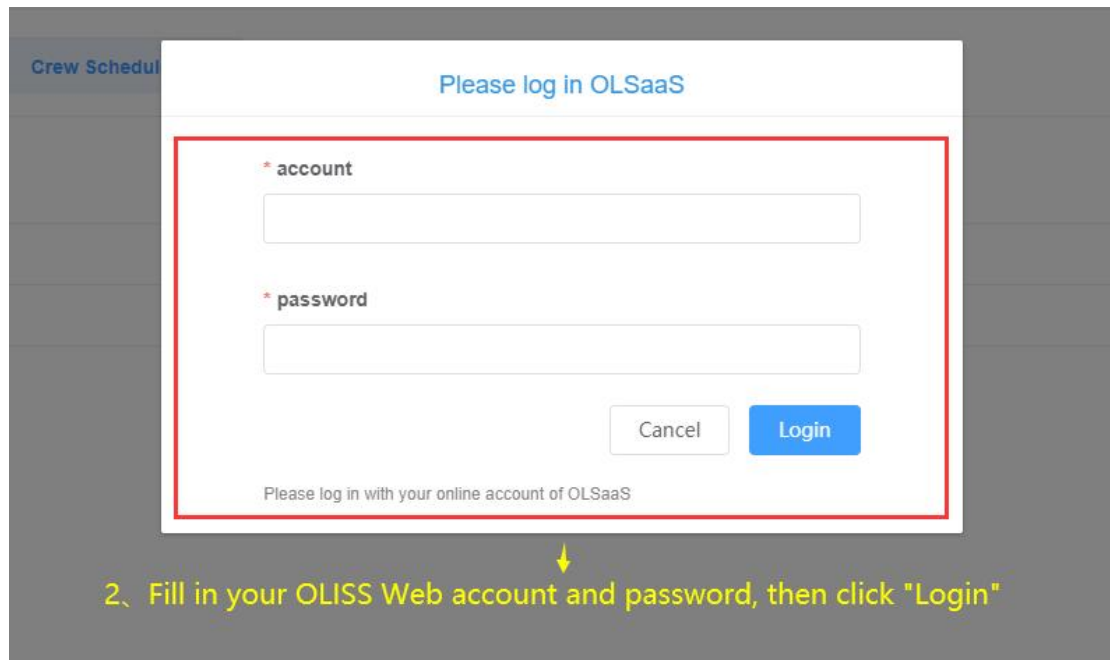 Crew Schedul
Please log in OLSaaS
* account
* password
Cancel
Login
Please log in with your online account of OLSaaS
2、Fill in your OLISS Web account and password, then click "Login"